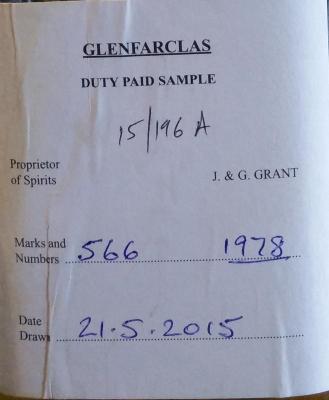 GLENFARCLAS
DUTY PAID SAMPLE
15/196 A
Proprietor
of Spirits J. & G. GRANT
Marks and
Numbers 566 1978
Date
Drawn 21.5.2015